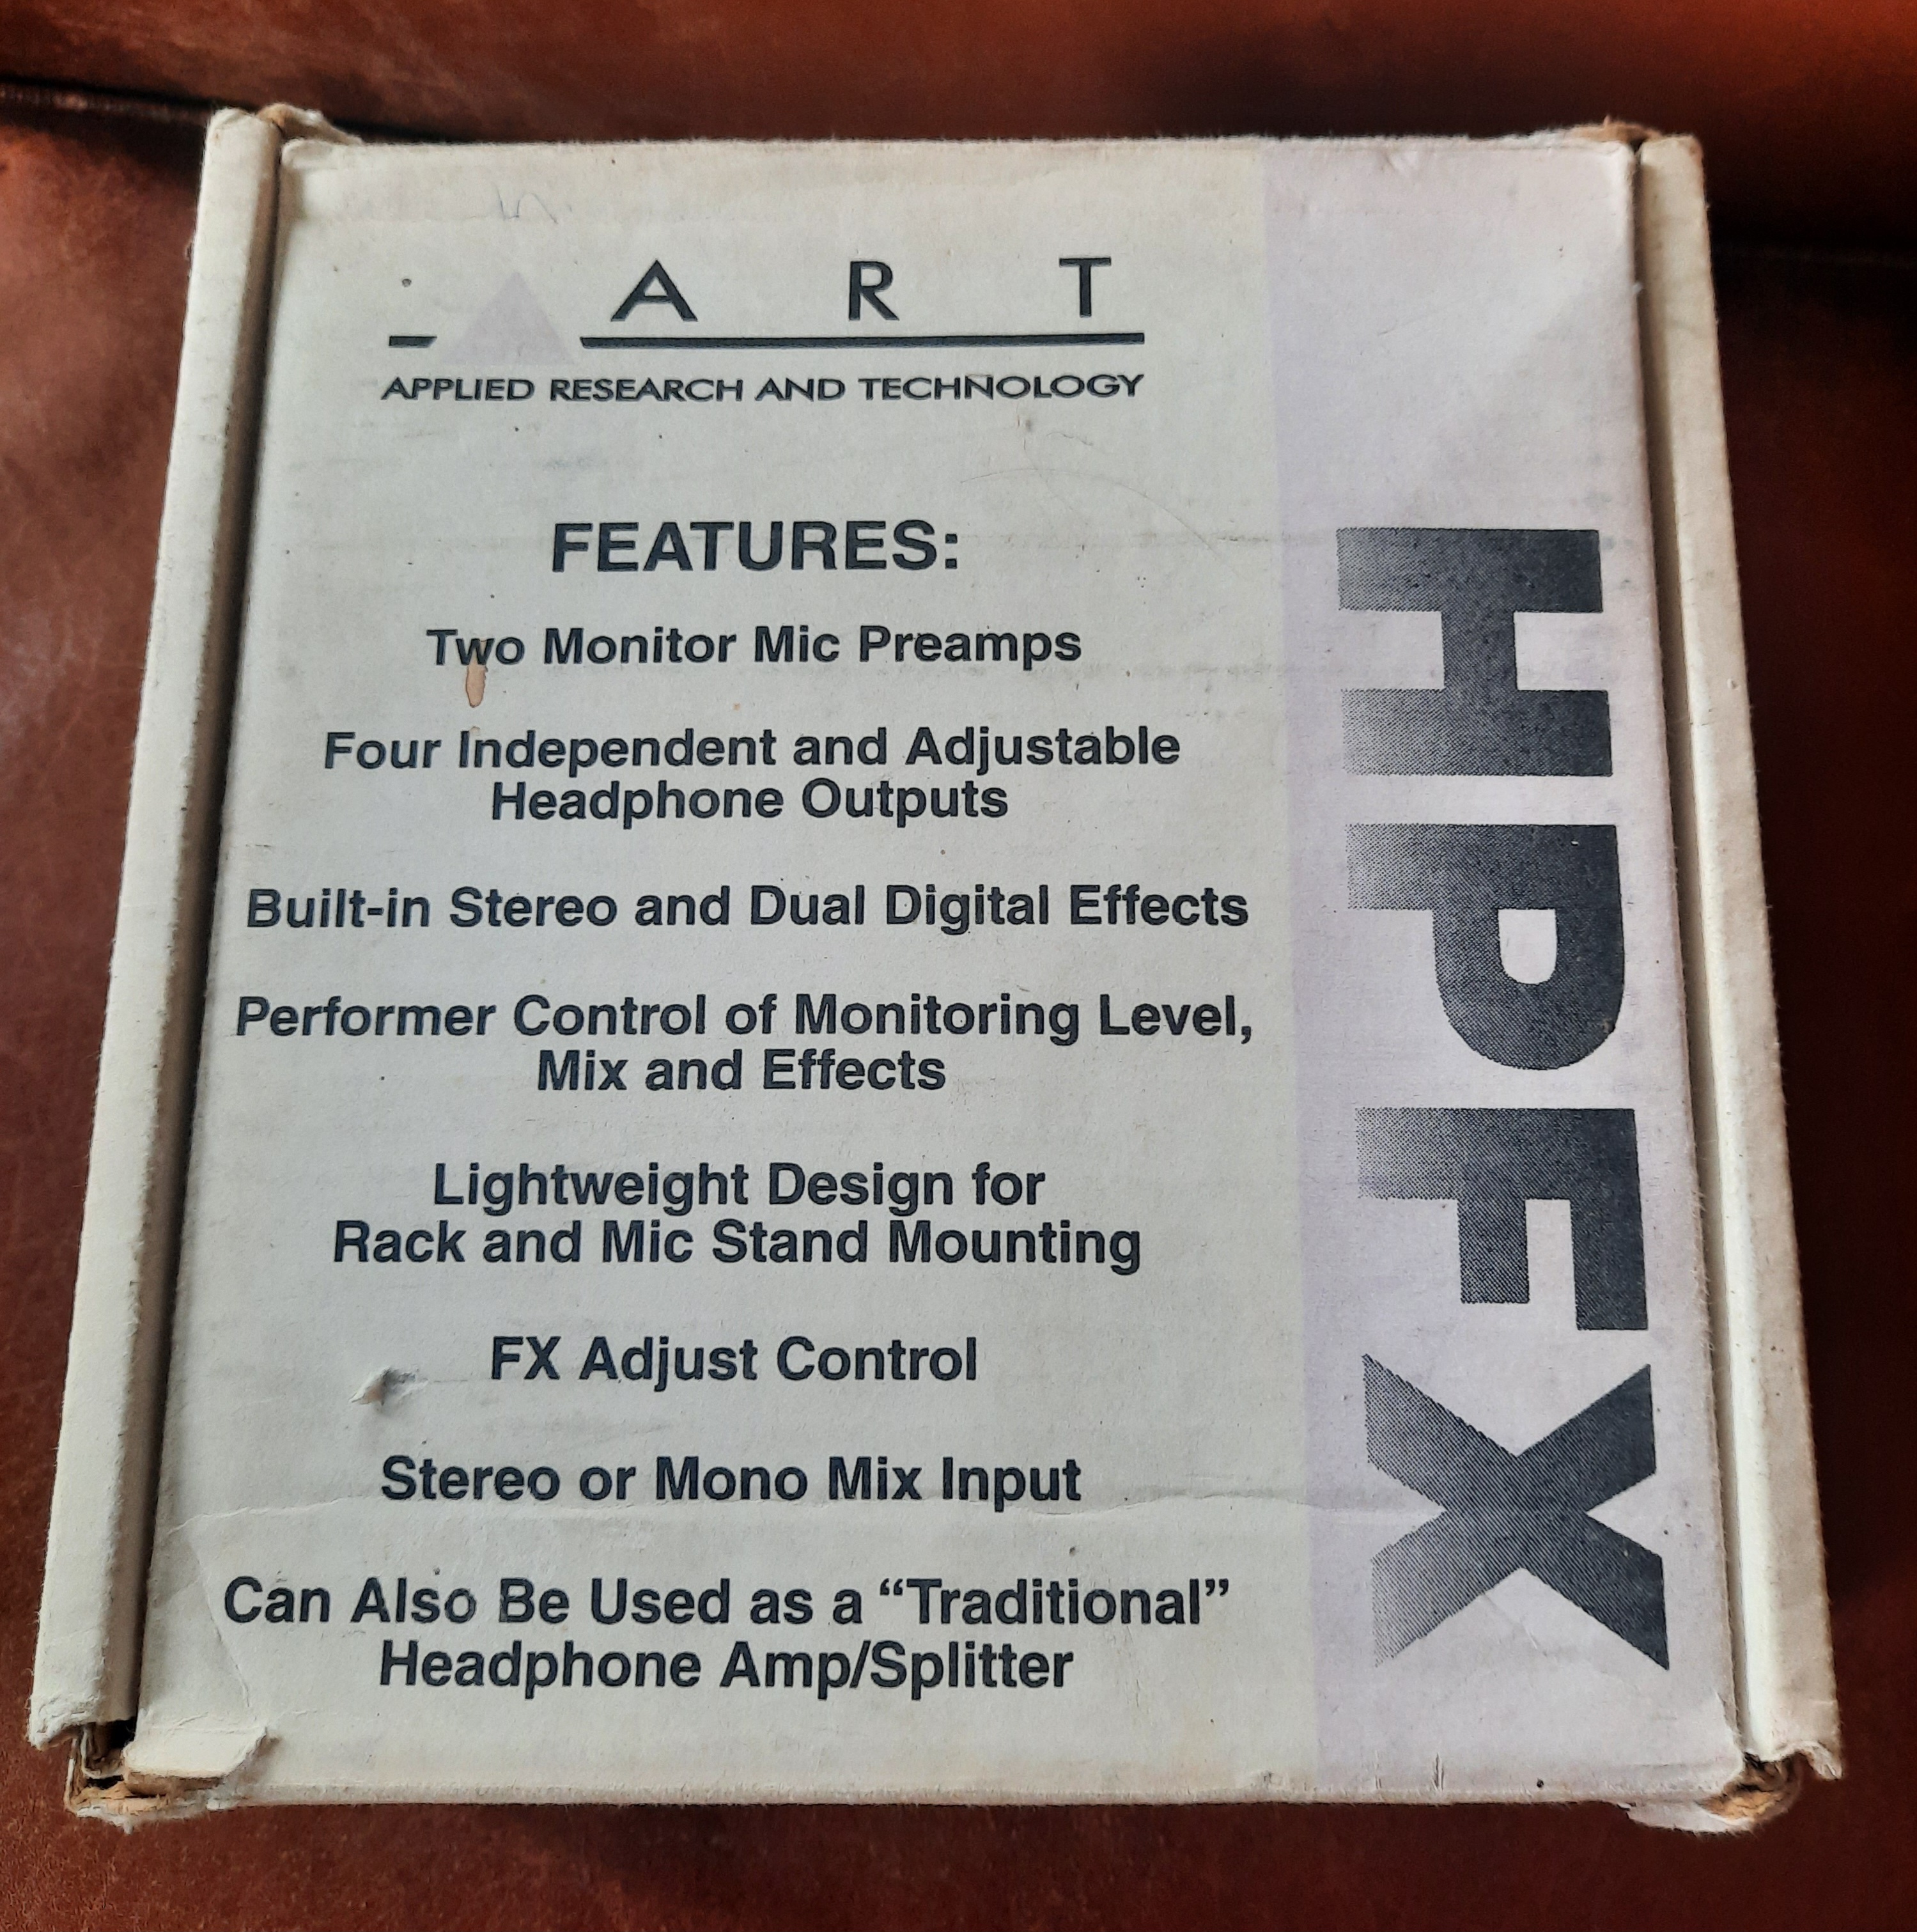 A R T
APPLIED RESEARCH AND TECHNOLOGY
FEATURES:
Two Monitor Mic Preamps
Four Independent and Adjustable
Headphone Outputs
Built-in Stereo and Dual Digital Effects
Performer Control of Monitoring Level,
Mix and Effects
Lightweight Design for
Rack and Mic Stand Mounting
FX Adjust Control
Stereo or Mono Mix Input
Can Also Be Used as a “Traditional”
Headphone Amp/Splitter
HPFX